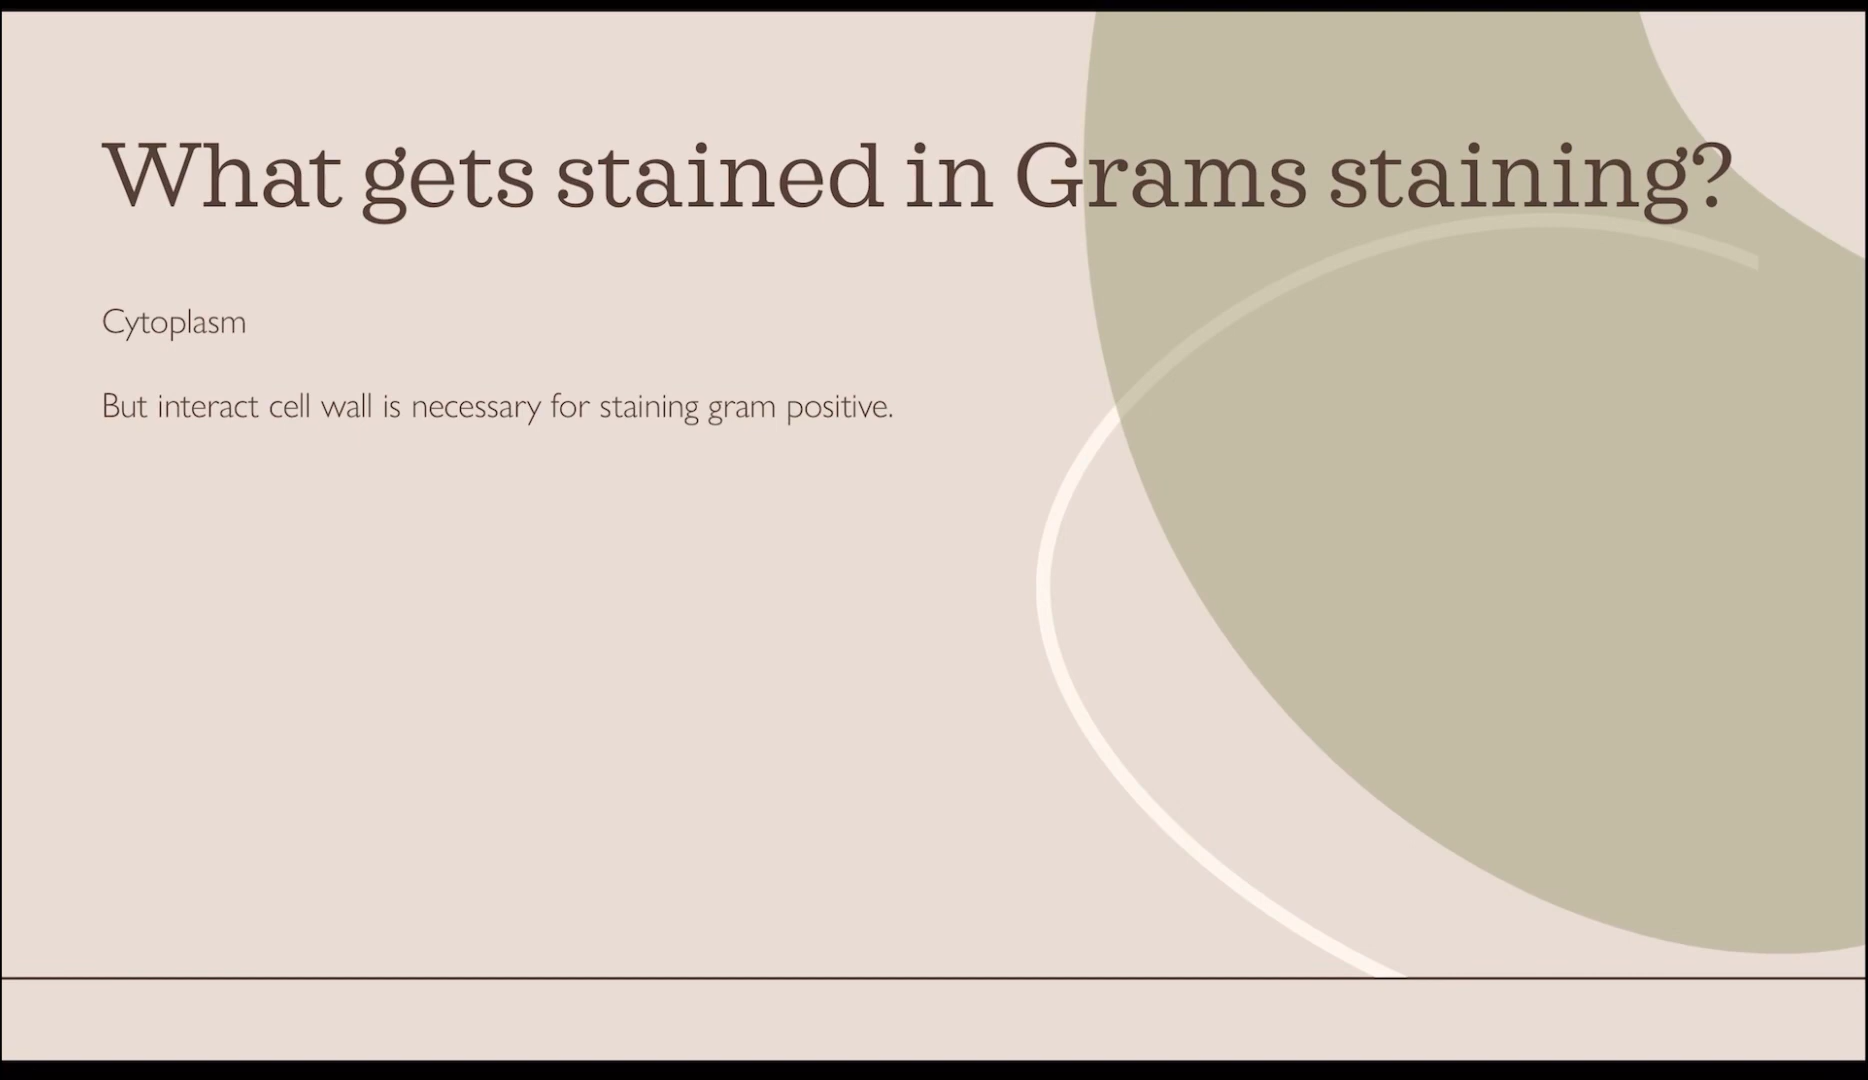 What gets stained in Grams staining?
Cytoplasm
But interact cell wall is necessary for staining gram positive.